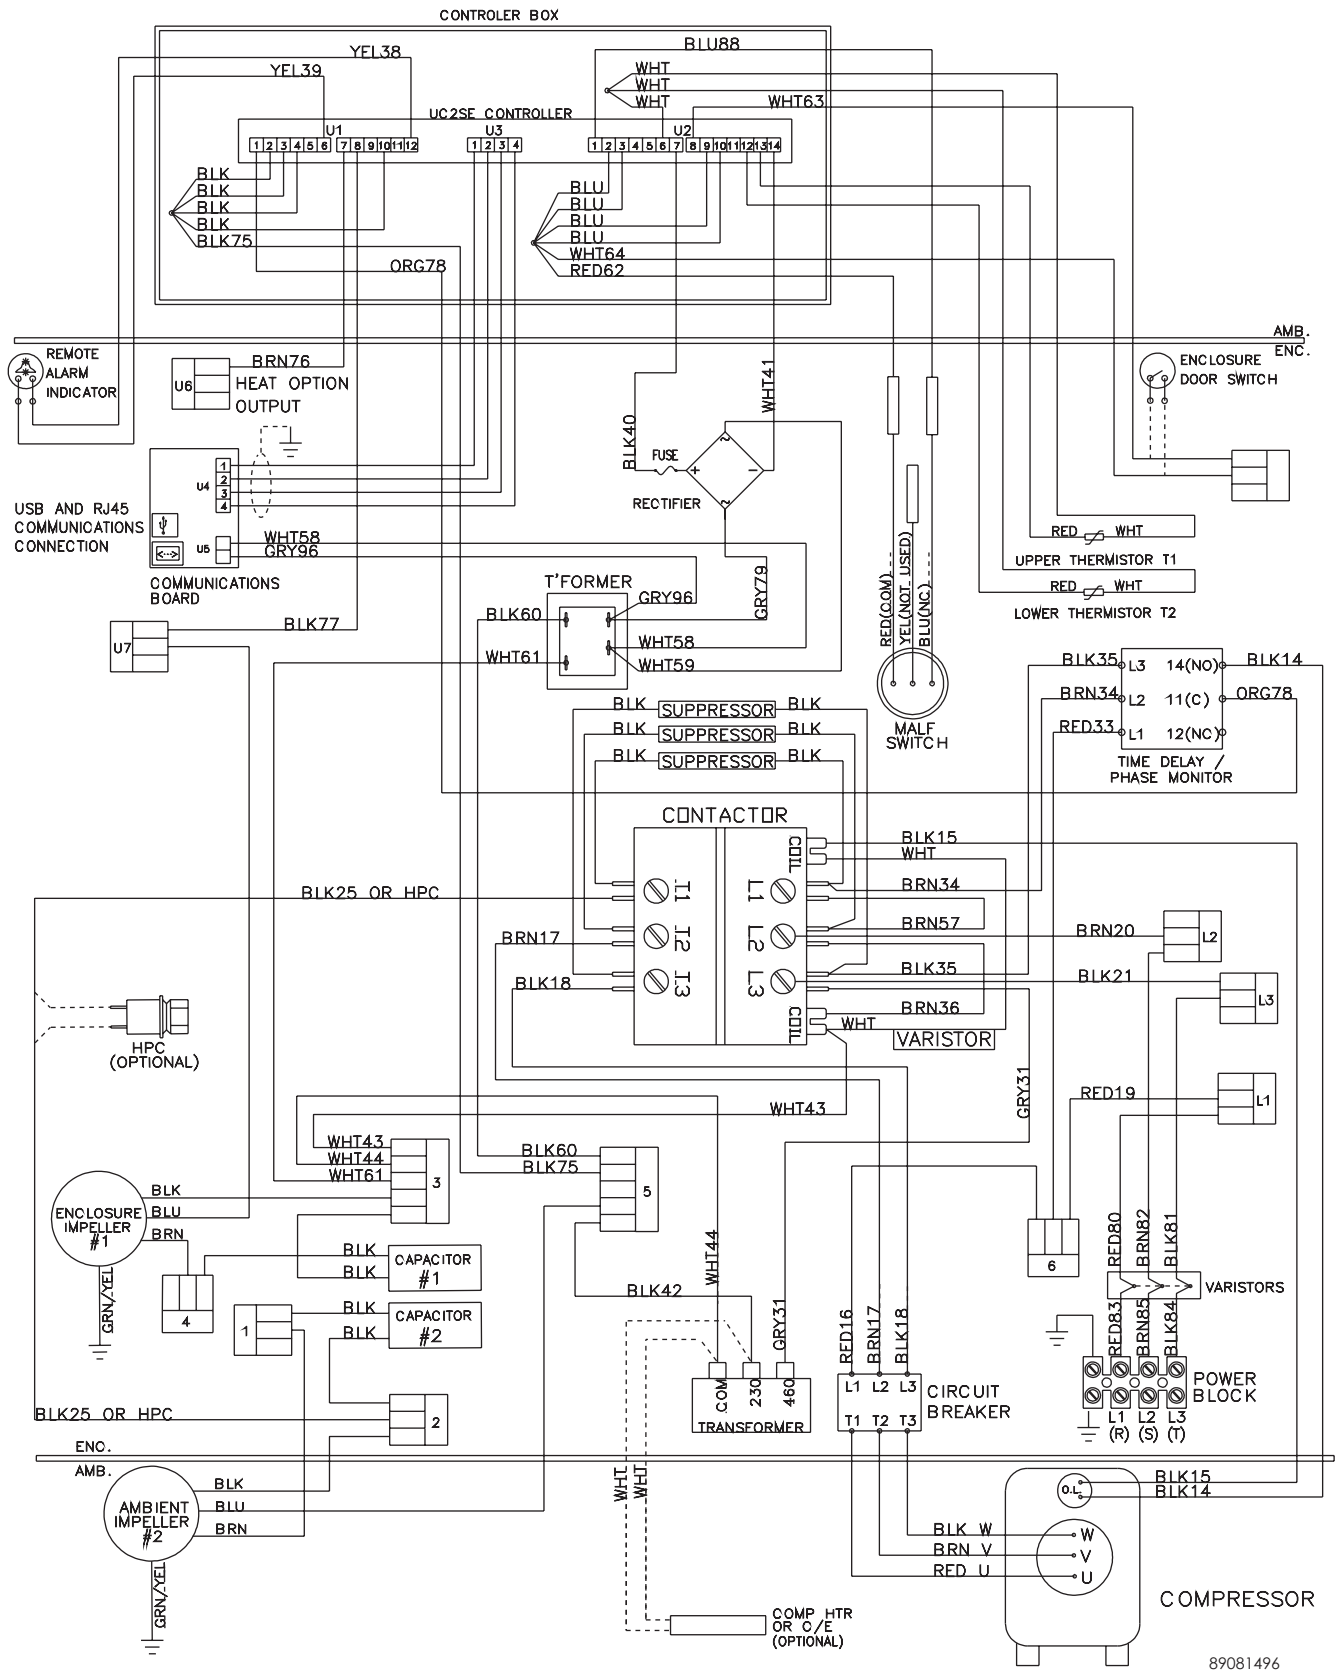 CONTROLER BOX
YEL38
BLU88
YEL39
WHT
WHT
WHT
WHT63
UC2SE CONTROLLER
U1
U3
U2
1 2 3 4 5 6 7 8 9 10 11 12
1 2 3 4
1 2 3 4 5 6 7 8 9 10 11 12 13 14
BLK
BLK
BLK
BLK
BLK75
BLU
BLU
BLU
BLU
WHT64
RED62
ORG78
AMB.
ENC.
REMOTE
ALARM
INDICATOR
BRN76
U6
HEAT OPTION
OUTPUT
WHT41
ENCLOSURE
DOOR SWITCH
BLK40
FUSE
+
-
RECTIFIER
U4
1
2
3
4
USB AND RJ45
COMMUNICATIONS
CONNECTION
U5
WHT58
GRY96
COMMUNICATIONS
BOARD
RED
WHT
UPPER THERMISTOR T1
RED
WHT
LOWER THERMISTOR T2
T'FORMER
GRY96
GRY79
BLK60
WHT58
WHT61
WHT59
RED(COM)
YEL(NOT USED)
BLU(NC)
U7
BLK77
MALF
SWITCH
BLK35
L3
14(NO)
BLK14
BRN34
L2
11(C)
ORG78
RED33
L1
12(NC)
TIME DELAY /
PHASE MONITOR
BLK
SUPPRESSOR
BLK
BLK
SUPPRESSOR
BLK
BLK
SUPPRESSOR
BLK
CONTACTOR
COIL
BLK15
WHT
BLK25 OR HPC
T1
L1
BRN34
BRN57
BRN17
T2
L2
BRN20
L2
BLK35
BLK18
T3
L3
BLK21
L3
BRN36
COIL
WHT
VARISTOR
HPC
(OPTIONAL)
GRY31
RED19
L1
WHT43
WHT43
WHT44
WHT61
3
BLK60
BLK75
5
BLK
ENCLOSURE
IMPELLER
#1
BLU
BRN
GRN/YEL
BLK
CAPACITOR
#1
BLK
4
BLK
CAPACITOR
#2
BLK
1
BLK42
WHT44
GRY31
RED16
BRN17
BLK18
6
RED80
BRN82
BLK81
VARISTORS
RED83
BRN85
BLK84
POWER
BLOCK
L1
(R)
L2
(S)
L3
(T)
COM
230
460
TRANSFORMER
L1 L2 L3
T1 T2 T3
CIRCUIT
BREAKER
BLK25 OR HPC
2
ENC.
AMB.
BLK
AMBIENT
IMPELLER
#2
BLU
BRN
GRN/YEL
WHT
WHT
O.L.
BLK15
BLK14
BLK W
W
BRN V
V
RED U
U
COMPRESSOR
COMP HTR
OR C/E
(OPTIONAL)
89081496